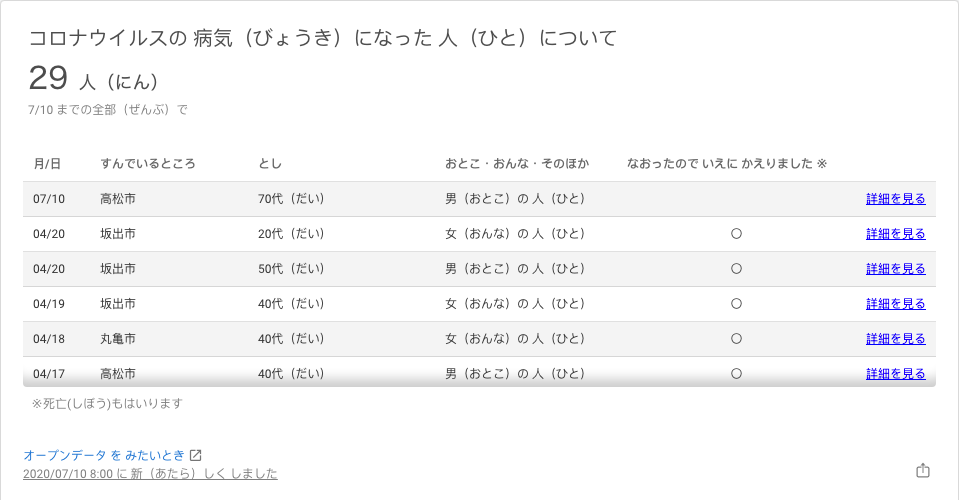 コロナウイルスの 病気（びょうき）になった 人（ひと）について
29 人（にん）
7/10 までの全部（ぜんぶ）で
月/日 すんでいるところ とし おとこ・おんな・そのほか なおったので いえに かえりました ※
07/10 高松市 70代（だい） 男（おとこ）の 人（ひと） 詳細を見る
04/20 坂出市 20代（だい） 女（おんな）の 人（ひと） 〇 詳細を見る
04/20 坂出市 50代（だい） 男（おとこ）の 人（ひと） 〇 詳細を見る
04/19 坂出市 40代（だい） 女（おんな）の 人（ひと） 〇 詳細を見る
04/18 丸亀市 40代（だい） 女（おんな）の 人（ひと） 〇 詳細を見る
04/17 高松市 40代（だい） 男（おとこ）の 人（ひと） 〇 詳細を見る
※死亡(しぼう)もはいります
オープンデータ を みたいとき
2020/07/10 8:00 に 新（あたら）しく しました